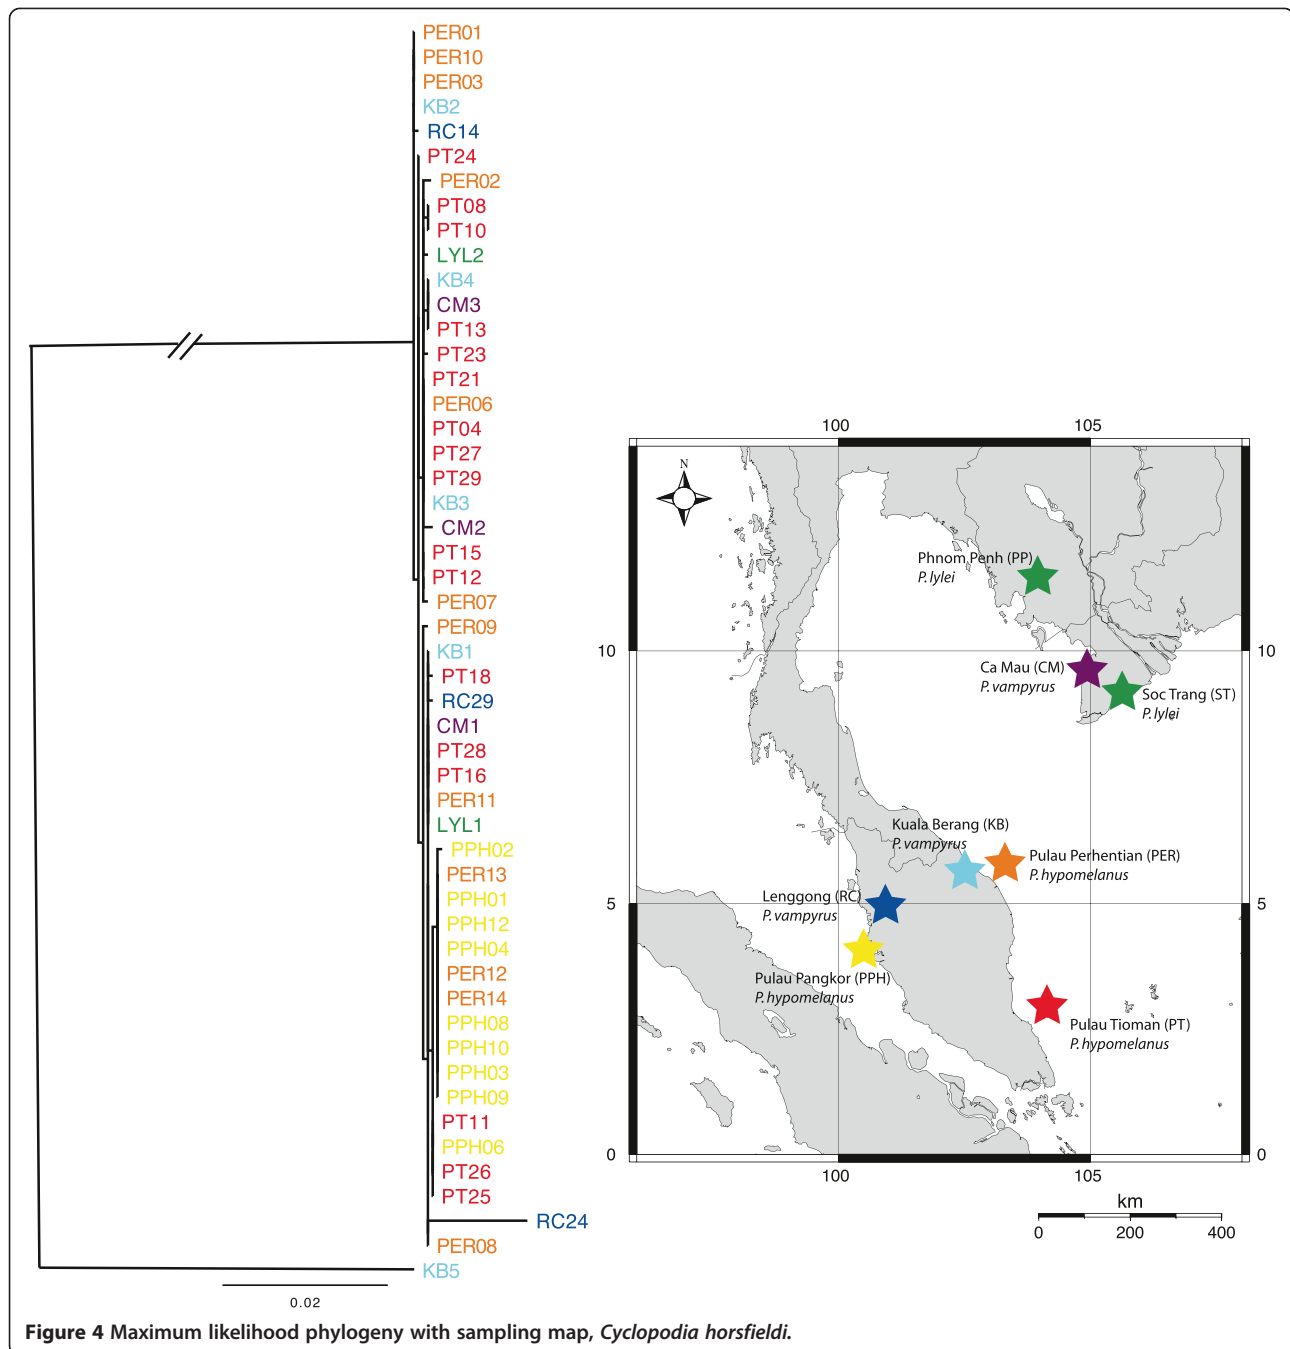 PER01
PER10
PER03
KB2
RC14
PT24
PER02
PT08
PT10
LYL2
KB4
CM3
PT13
PT23
PT21
PER06
PT04
PT27
PT29
KB3
CM2
PT15
PT12
PER07
PER09
KB1
PT18
RC29
CM1
PT28
PT16
PER11
LYL1
PPH02
PER13
PPH01
PPH12
PPH04
PER12
PER14
PPH08
PPH10
PPH03
PPH09
PT11
PPH06
PT26
PT25
RC24
PER08
KB5
0.02
100
105
N
Phnom Penh (PP)
P. lylei
10
10
Ca Mau (CM)
P. vampyrus
Soc Trang (ST)
P. lylei
Kuala Berang (KB)
P. vampyrus
Pulau Perhentian (PER)
P. hypomelanus
Lenggong (RC)
P. vampyrus
5
5
Pulau Pangkor (PPH)
P. hypomelanus
Pulau Tioman (PT)
P. hypomelanus
0
0
100
105
km
0
200
400
Figure 4 Maximum likelihood phylogeny with sampling map, Cyclopodia horsfieldi.